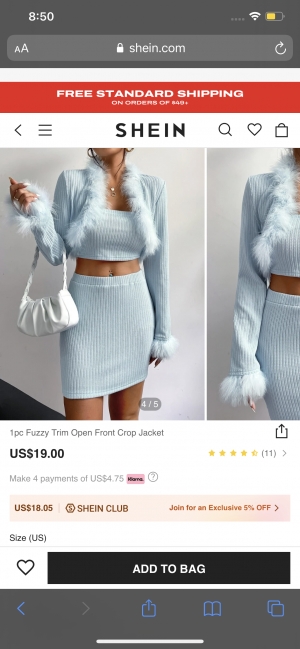 8:50
AA shein.com
FREE STANDARD SHIPPING
ON ORDERS OF $49+
SHEIN
4 / 5
1pc Fuzzy Trim Open Front Crop Jacket
US$19.00
(11)
Make 4 payments of US$4.75 Klarna.
US$18.05 S SHEIN CLUB Join for an Exclusive 5% OFF
Size (US)
ADD TO BAG